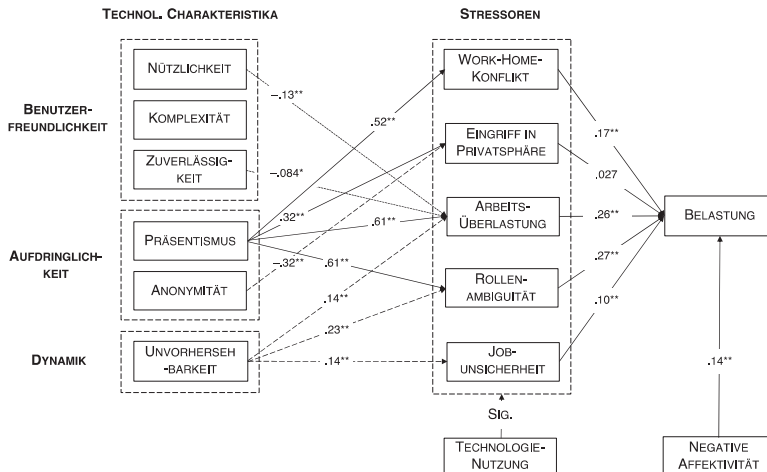 TECHNOL. CHARAKTERISTIKA
STRESSOREN
BENUTZER-
FREUNDLICHKEIT
NÜTZLICHKEIT
KOMPLEXITÄT
ZUVERLÄSSIG-
KEIT
AUFDRINGLICH-
KEIT
PRÄSENTISMUS
ANONYMITÄT
DYNAMIK
UNVORHERSEH
-BARKEIT
–.13**
–.084*
.52**
.32**
.61**
–.32**
.61**
.14**
.23**
.14**
WORK-HOME-
KONFLIKT
EINGRIFF IN
PRIVATSPHÄRE
ARBEITS-
ÜBERLASTUNG
ROLLEN-
AMBIGUITÄT
JOB-
UNSICHERHEIT
.17**
.027
.26**
.27**
.10**
BELASTUNG
.14**
SIG.
TECHNOLOGIE-
NUTZUNG
NEGATIVE
AFFEKTIVITÄT